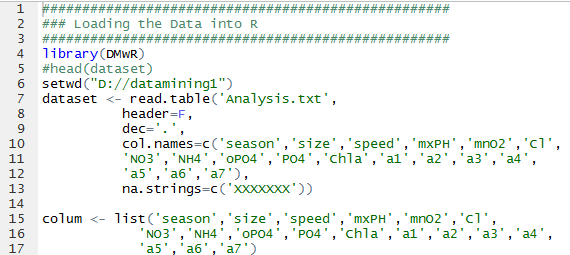 1 ##################################################
2 ### Loading the Data into R
3 ##################################################
4 library(DMwR)
5 #head(dataset)
6 setwd("D://datamining1")
7 dataset <- read.table('Analysis.txt',
8 header=F,
9 dec='.',
10 col.names=c('season','size','speed','mxPH','mnO2','Cl',
11 'NO3','NH4','oPO4','PO4','Chla','a1','a2','a3','a4',
12 'a5','a6','a7'),
13 na.strings=c('XXXXXXX'))
14
15 colum <- list('season','size','speed','mxPH','mnO2','Cl',
16 'NO3','NH4','oPO4','PO4','Chla','a1','a2','a3','a4',
17 'a5','a6','a7')